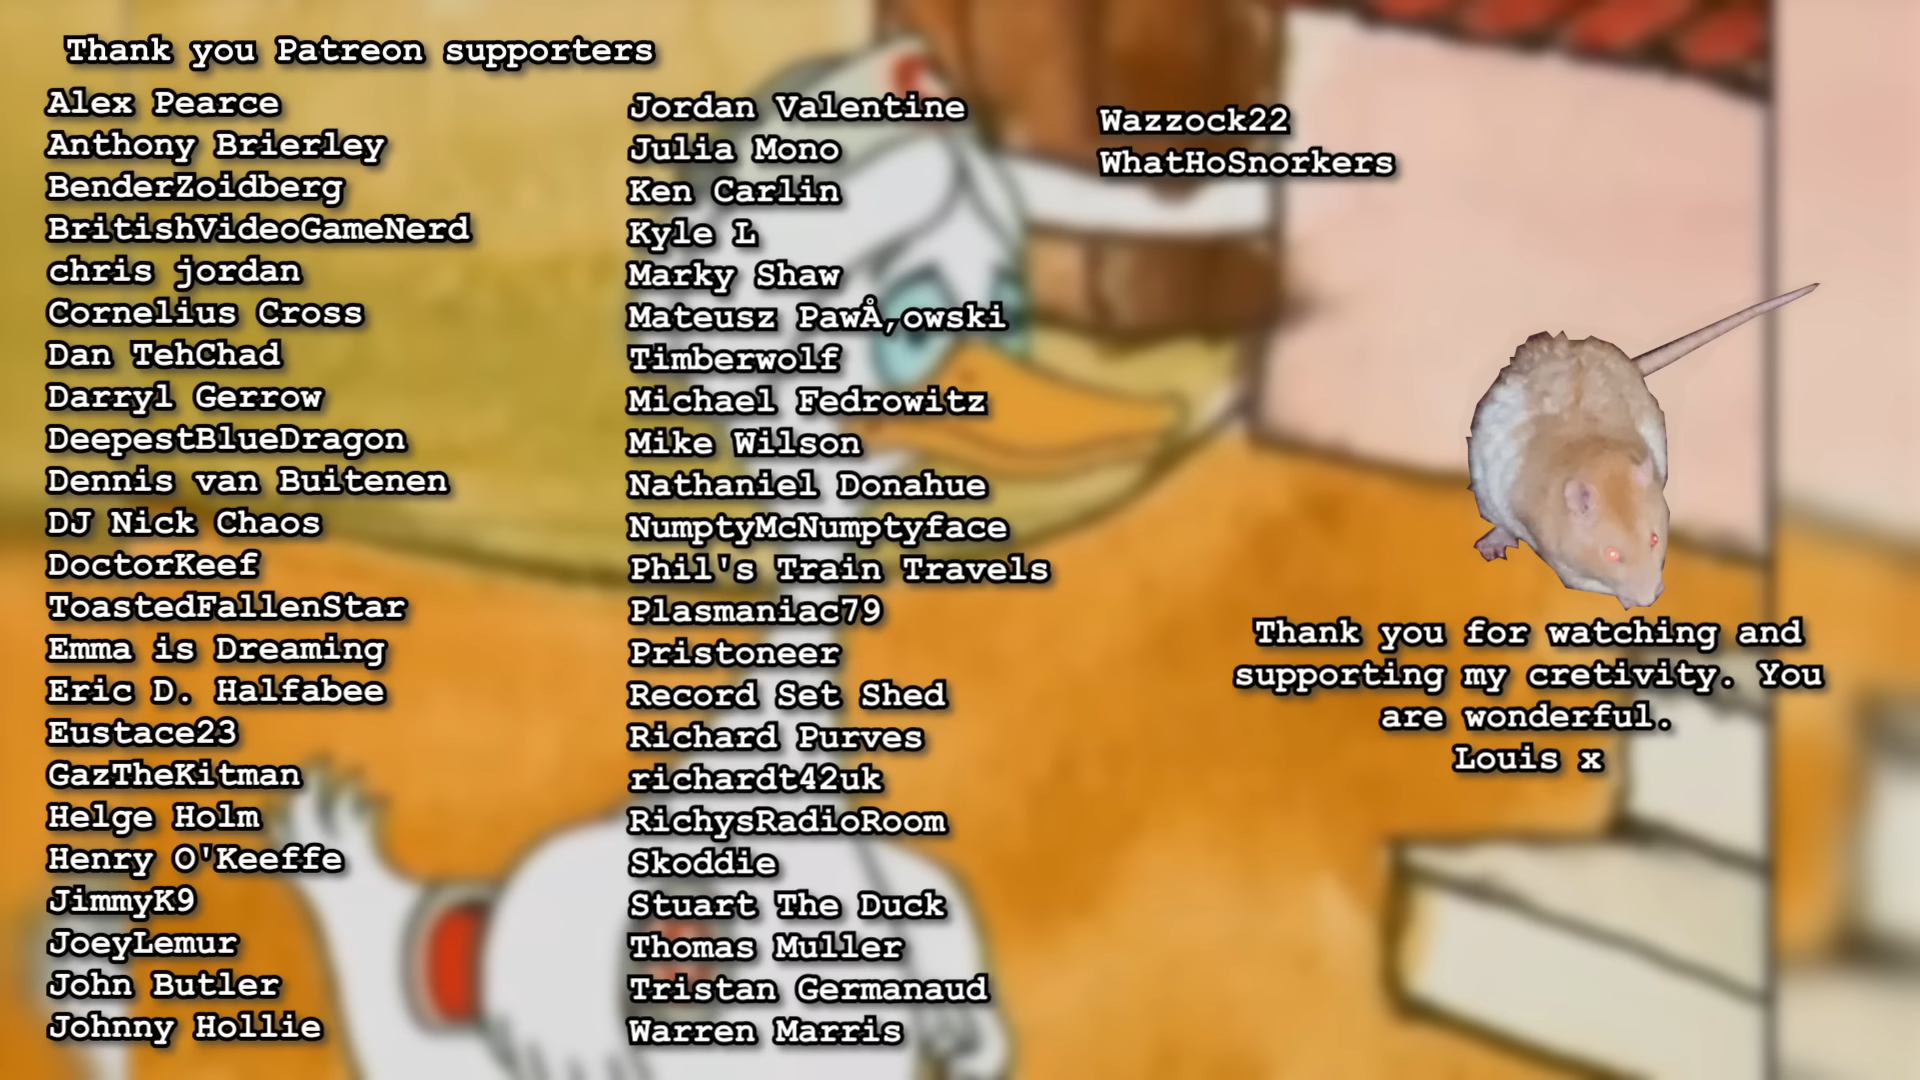 Thank you Patreon supporters
Alex Pearce
Anthony Brierley
BenderZoidberg
BritishVideoGameNerd
chris jordan
Cornelius Cross
Dan TehChad
Darryl Gerrow
DeepestBlueDragon
Dennis van Buitenen
DJ Nick Chaos
DoctorKeef
ToastedFallenStar
Emma is Dreaming
Eric D. Halfabee
Eustace23
GazTheKitman
Helge Holm
Henry O'Keeffe
JimmyK9
JoeyLemur
John Butler
Johnny Hollie
Jordan Valentine
Julia Mono
Ken Carlin
Kyle L
Marky Shaw
Mateusz PawÅ‚owski
Timberwolf
Michael Fedrowitz
Mike Wilson
Nathaniel Donahue
NumptyMcNumptyface
Phil's Train Travels
Plasmaniac79
Pristoneer
Record Set Shed
Richard Purves
richardt42uk
RichysRadioRoom
Skoddie
Stuart The Duck
Thomas Muller
Tristan Germanaud
Warren Marris
Wazzock22
WhatHoSnorkers
Thank you for watching and
supporting my cretivity. You
are wonderful.
Louis x